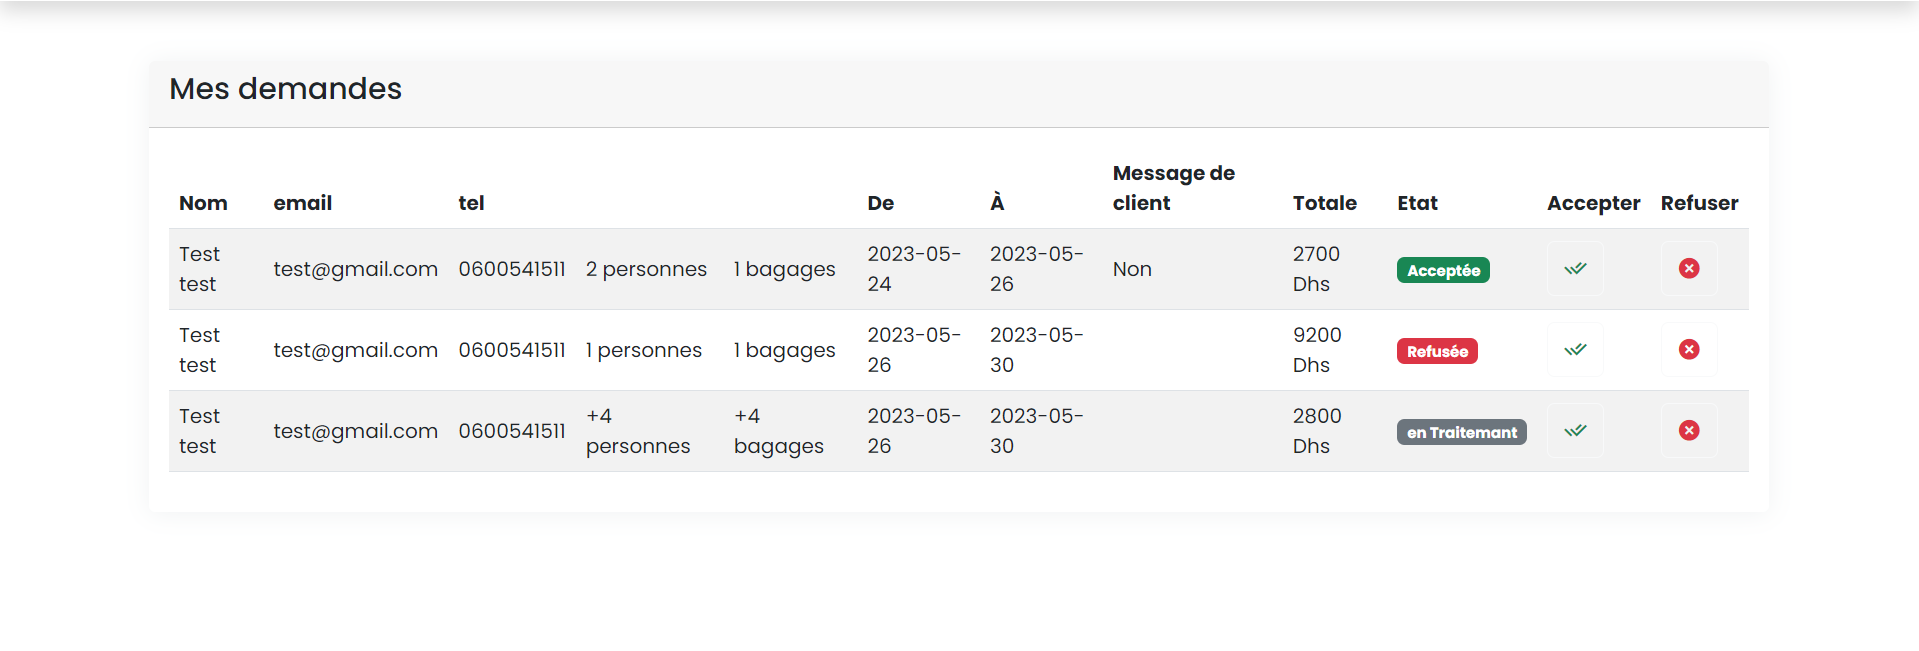 Mes demandes
Nom email tel De À Message de client Totale Etat Accepter Refuser
Test test test@gmail.com 0600541511 2 personnes 1 bagages 2023-05-24 2023-05-26 Non 2700 Dhs Acceptée
Test test test@gmail.com 0600541511 1 personnes 1 bagages 2023-05-26 2023-05-30 9200 Dhs Refusée
Test test test@gmail.com 0600541511 +4 personnes +4 bagages 2023-05-26 2023-05-30 2800 Dhs en Traitemant